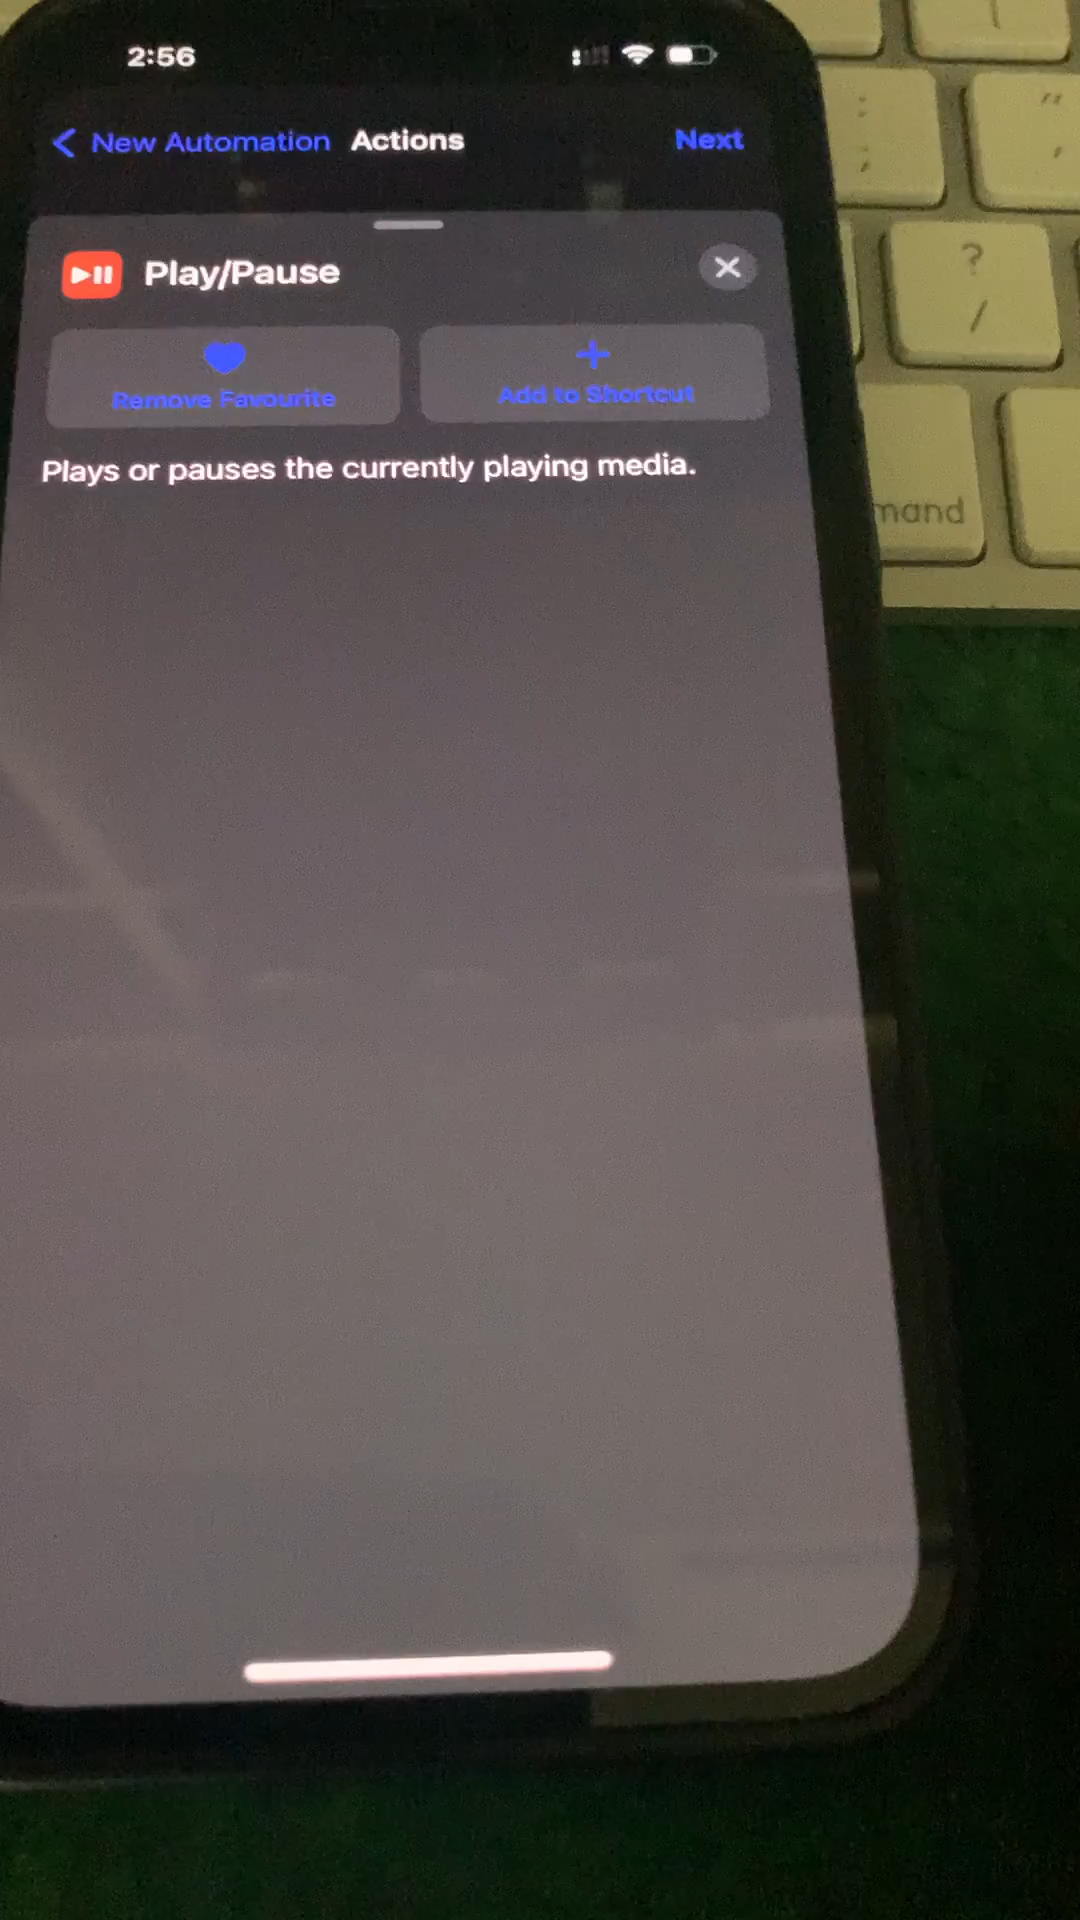 2:56
New Automation Actions Next
Play/Pause
Remove Favourite
Add to Shortcut
Plays or pauses the currently playing media.
:
;
"
'
?
/
mand